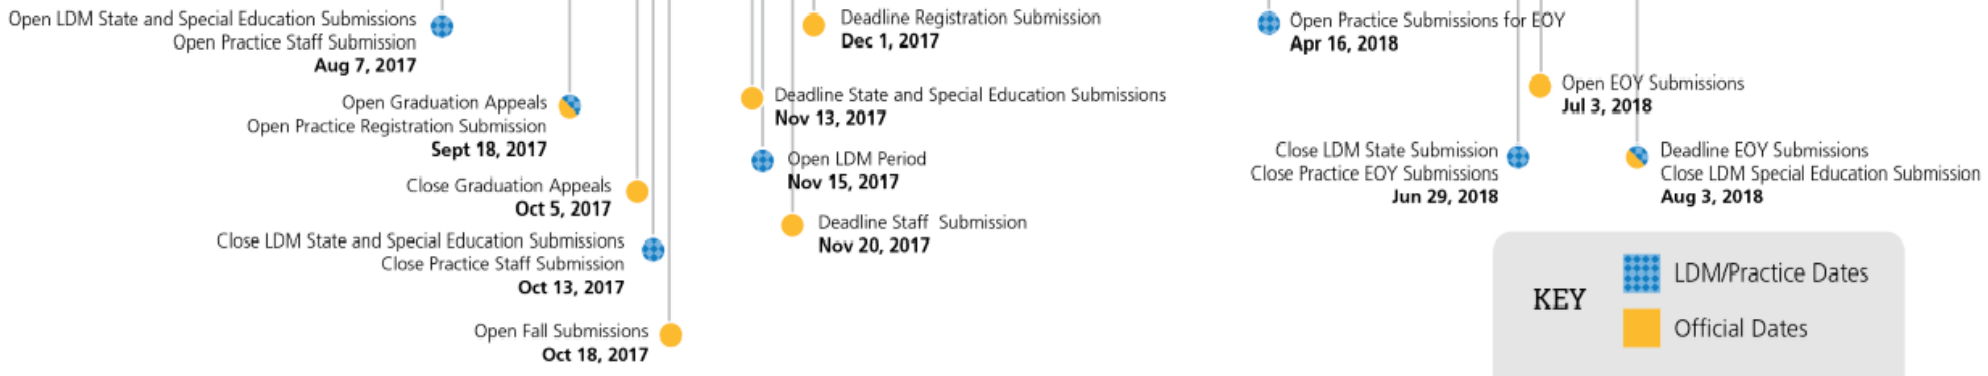 Open LDM State and Special Education Submissions
Open Practice Staff Submission
Aug 7, 2017
Open Graduation Appeals
Open Practice Registration Submission
Sept 18, 2017
Close Graduation Appeals
Oct 5, 2017
Close LDM State and Special Education Submissions
Close Practice Staff Submission
Oct 13, 2017
Open Fall Submissions
Oct 18, 2017
Deadline Registration Submission
Dec 1, 2017
Deadline State and Special Education Submissions
Nov 13, 2017
Open LDM Period
Nov 15, 2017
Deadline Staff Submission
Nov 20, 2017
Open Practice Submissions for EOY
Apr 16, 2018
Open EOY Submissions
Jul 3, 2018
Close LDM State Submission
Close Practice EOY Submissions
Jun 29, 2018
Deadline EOY Submissions
Close LDM Special Education Submission
Aug 3, 2018
KEY
LDM/Practice Dates
Official Dates